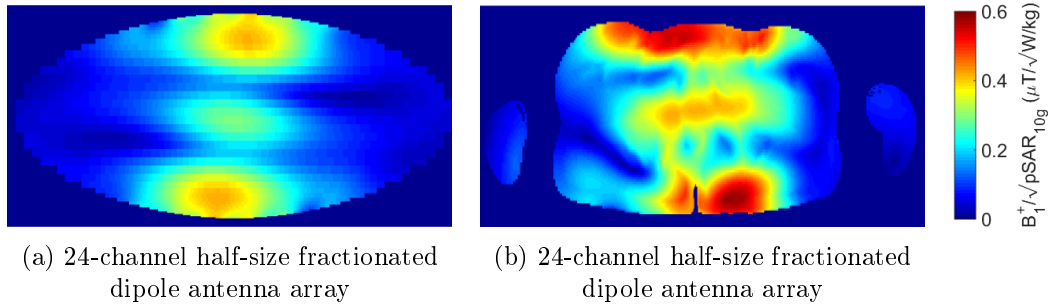 0.6
0.4
0.2
0
B₁⁺/√pSAR₁₀g (μT/√W/kg)
(a) 24-channel half-size fractionated
dipole antenna array
(b) 24-channel half-size fractionated
dipole antenna array